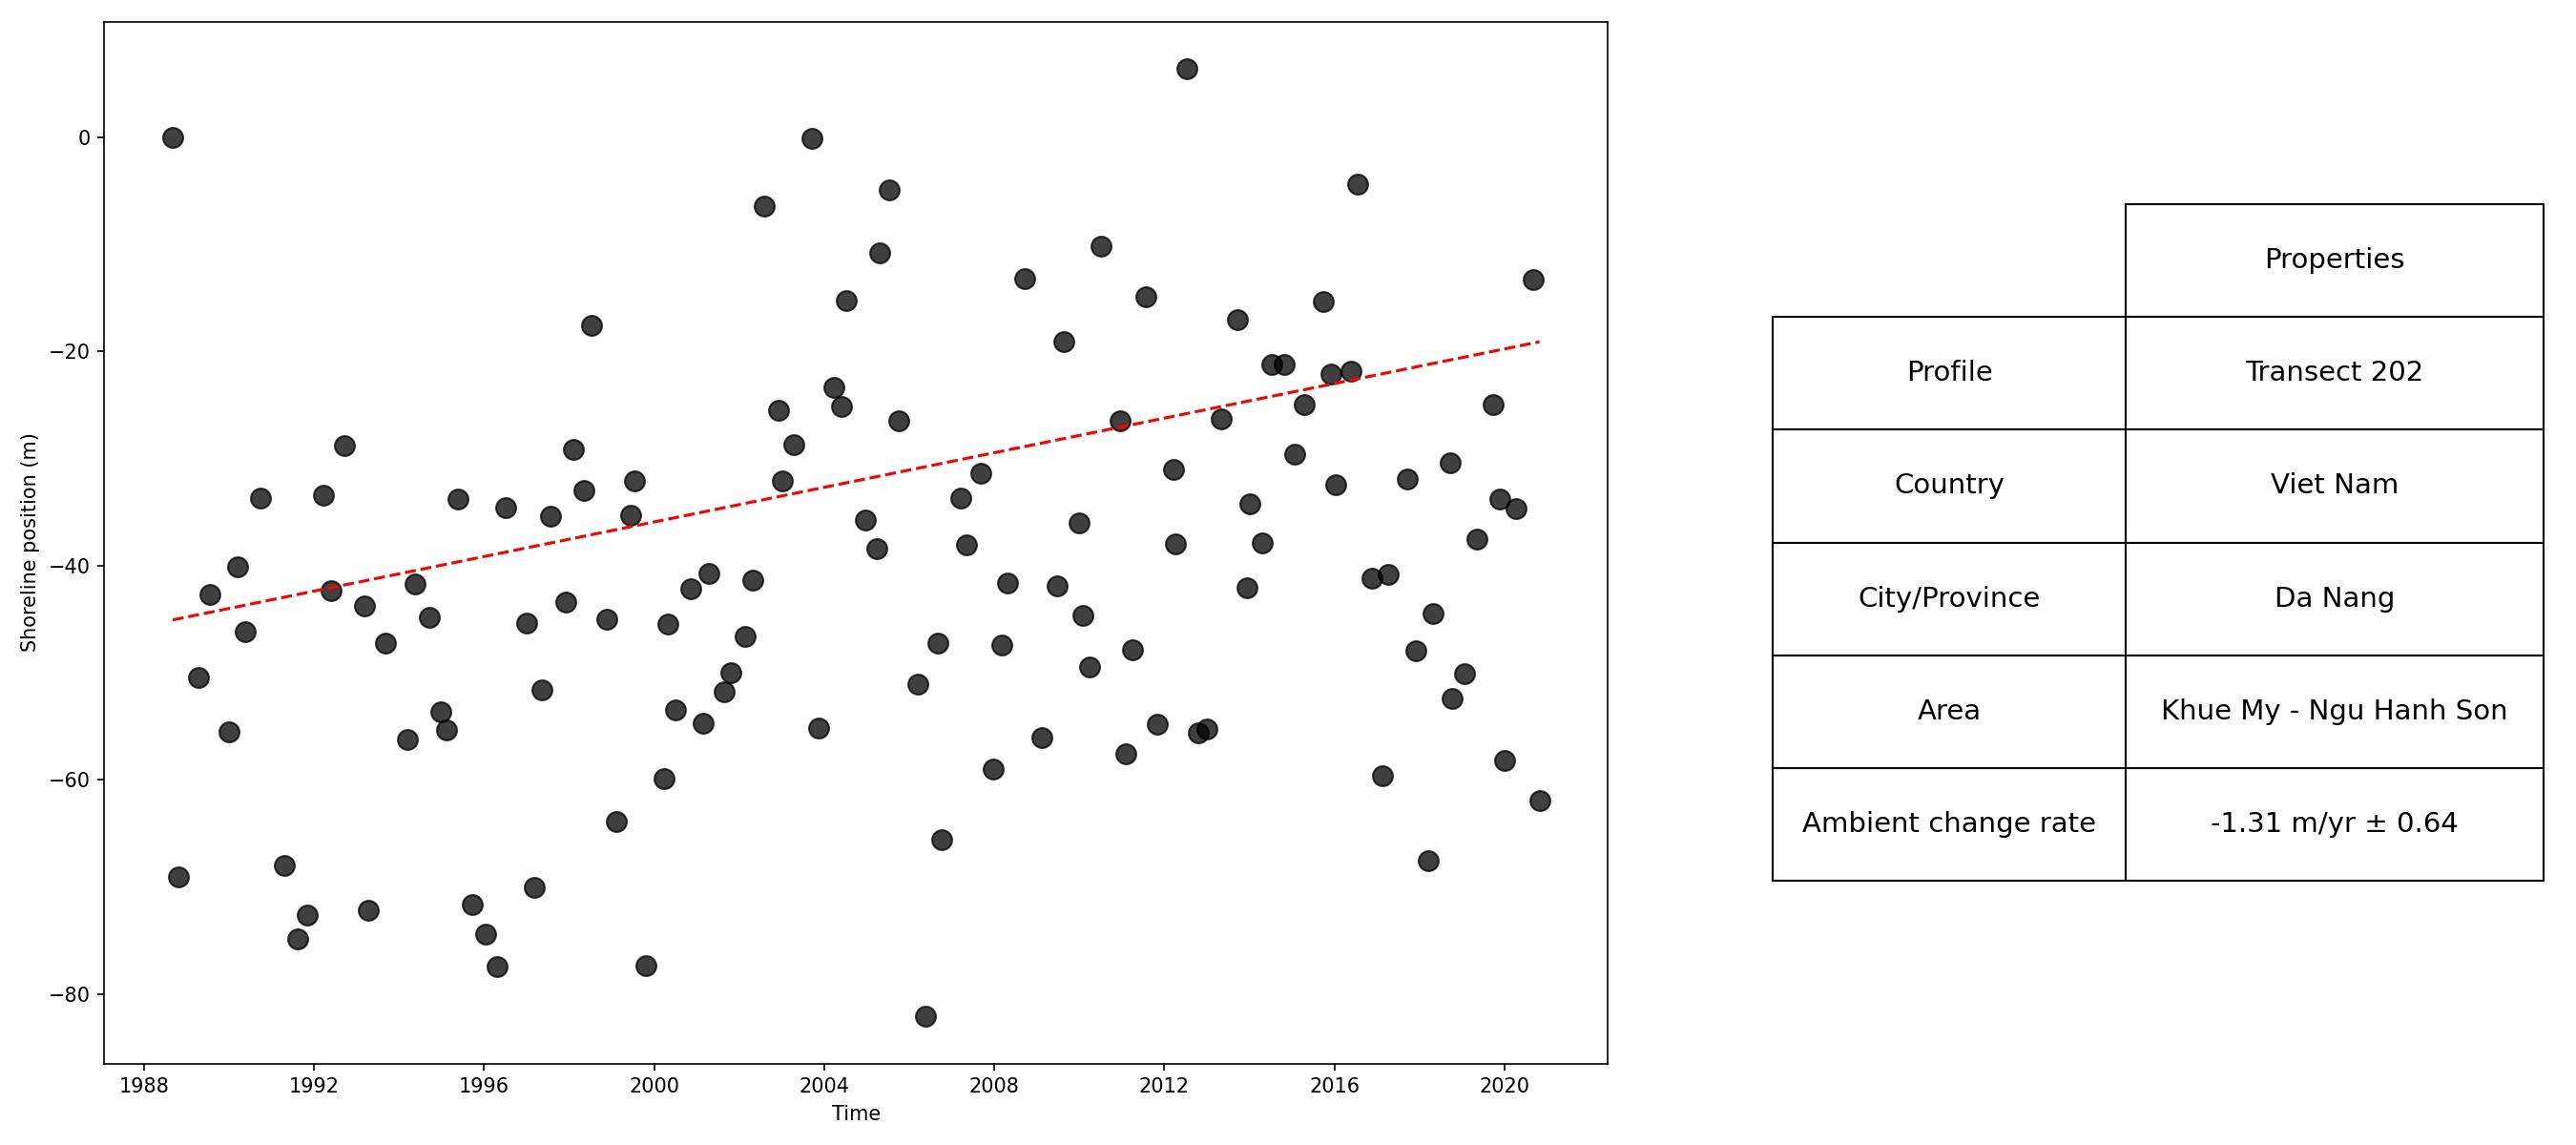 0
−20
−40
−60
−80
Shoreline position (m)
1988 1992 1996 2000 2004 2008 2012 2016 2020
Time
Properties
Profile Transect 202
Country Viet Nam
City/Province Da Nang
Area Khue My - Ngu Hanh Son
Ambient change rate -1.31 m/yr ± 0.64